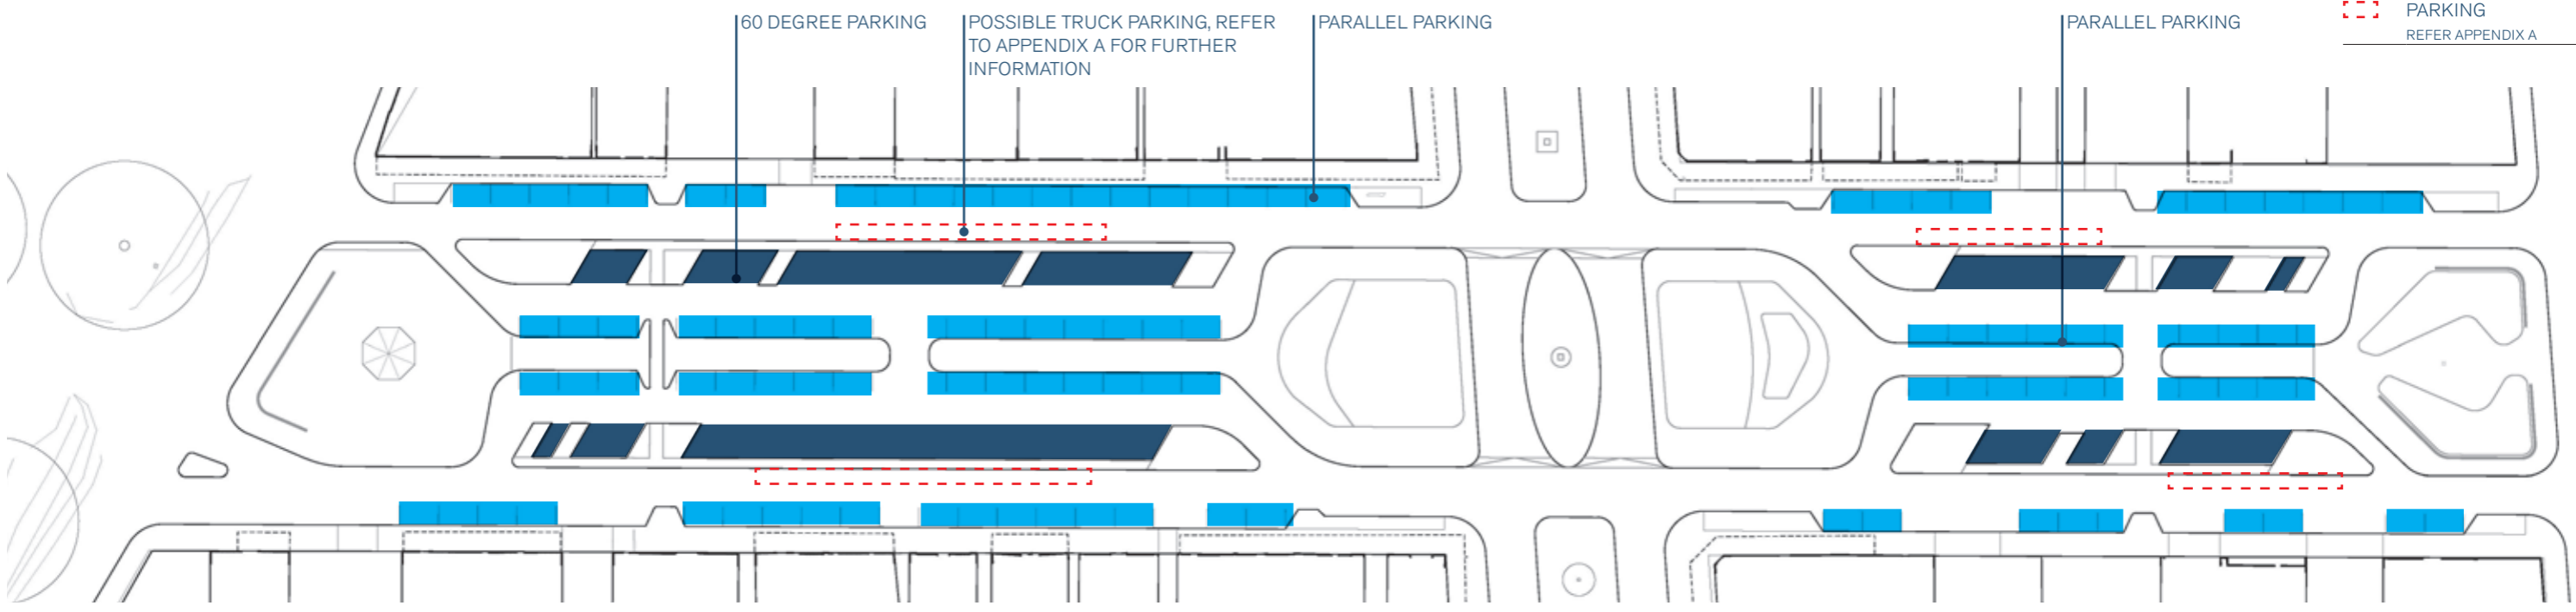 60 DEGREE PARKING
POSSIBLE TRUCK PARKING, REFER
TO APPENDIX A FOR FURTHER
INFORMATION
PARALLEL PARKING
PARALLEL PARKING
PARKING
REFER APPENDIX A